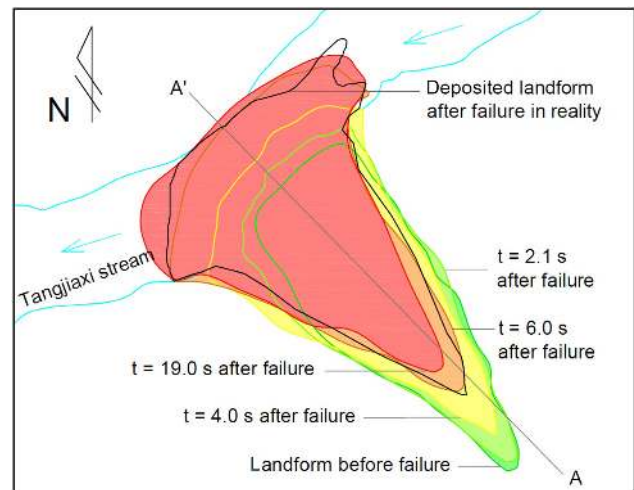 A'
Deposited landform
after failure in reality
N
Tangjiaxi stream
t = 2.1 s
after failure
t = 6.0 s
after failure
t = 19.0 s after failure
t = 4.0 s after failure
Landform before failure
A